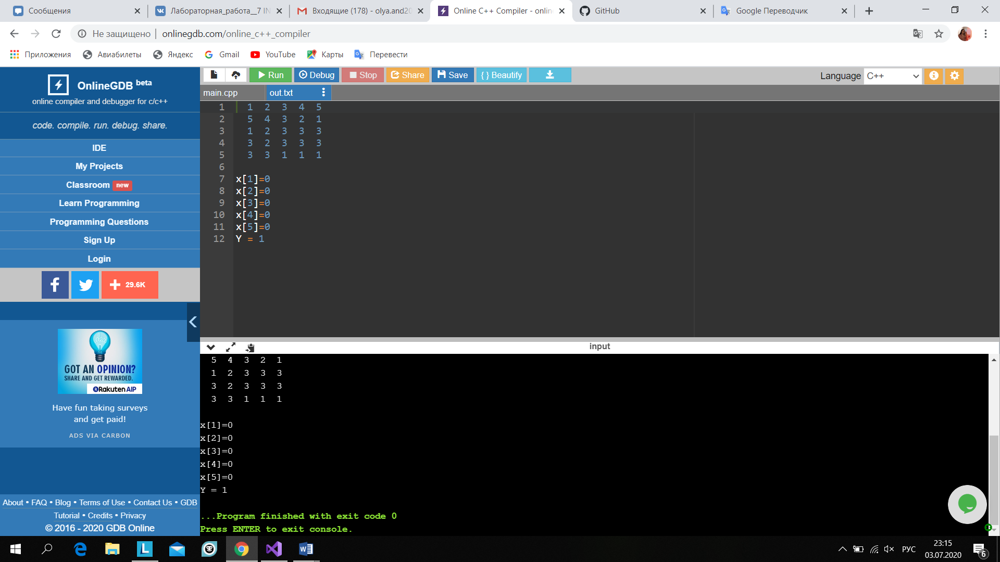 Сообщения
Лабораторная_работа__7 IN
Входящие (178) - olya.and20
Online C++ Compiler - onlin
GitHub
Google Переводчик
Не защищено | onlinegdb.com/online_c++_compiler
Приложения Авиабилеты Яндекс Gmail YouTube Карты Перевести
OnlineGDB beta
online compiler and debugger for c/c++
code. compile. run. debug. share.
IDE
My Projects
Classroom new
Learn Programming
Programming Questions
Sign Up
Login
f + 29.6K
GOT AN OPINION?
SHARE AND GET REWARDED.
Rakuten AIP
Have fun taking surveys
and get paid!
ADS VIA CARBON
About • FAQ • Blog • Terms of Use • Contact Us • GDB
Tutorial • Credits • Privacy
© 2016 - 2020 GDB Online
Run Debug Stop Share Save { } Beautify Language C++
main.cpp out.txt
1 1 2 3 4 5
2 5 4 3 2 1
3 1 2 3 3 3
4 3 2 3 3 3
5 3 3 1 1 1
6
7 x[1]=0
8 x[2]=0
9 x[3]=0
10 x[4]=0
11 x[5]=0
12 Y = 1
input
5 4 3 2 1
1 2 3 3 3
3 2 3 3 3
3 3 1 1 1
x[1]=0
x[2]=0
x[3]=0
x[4]=0
x[5]=0
Y = 1
...Program finished with exit code 0
Press ENTER to exit console.
РУС
23:15
03.07.2020
6